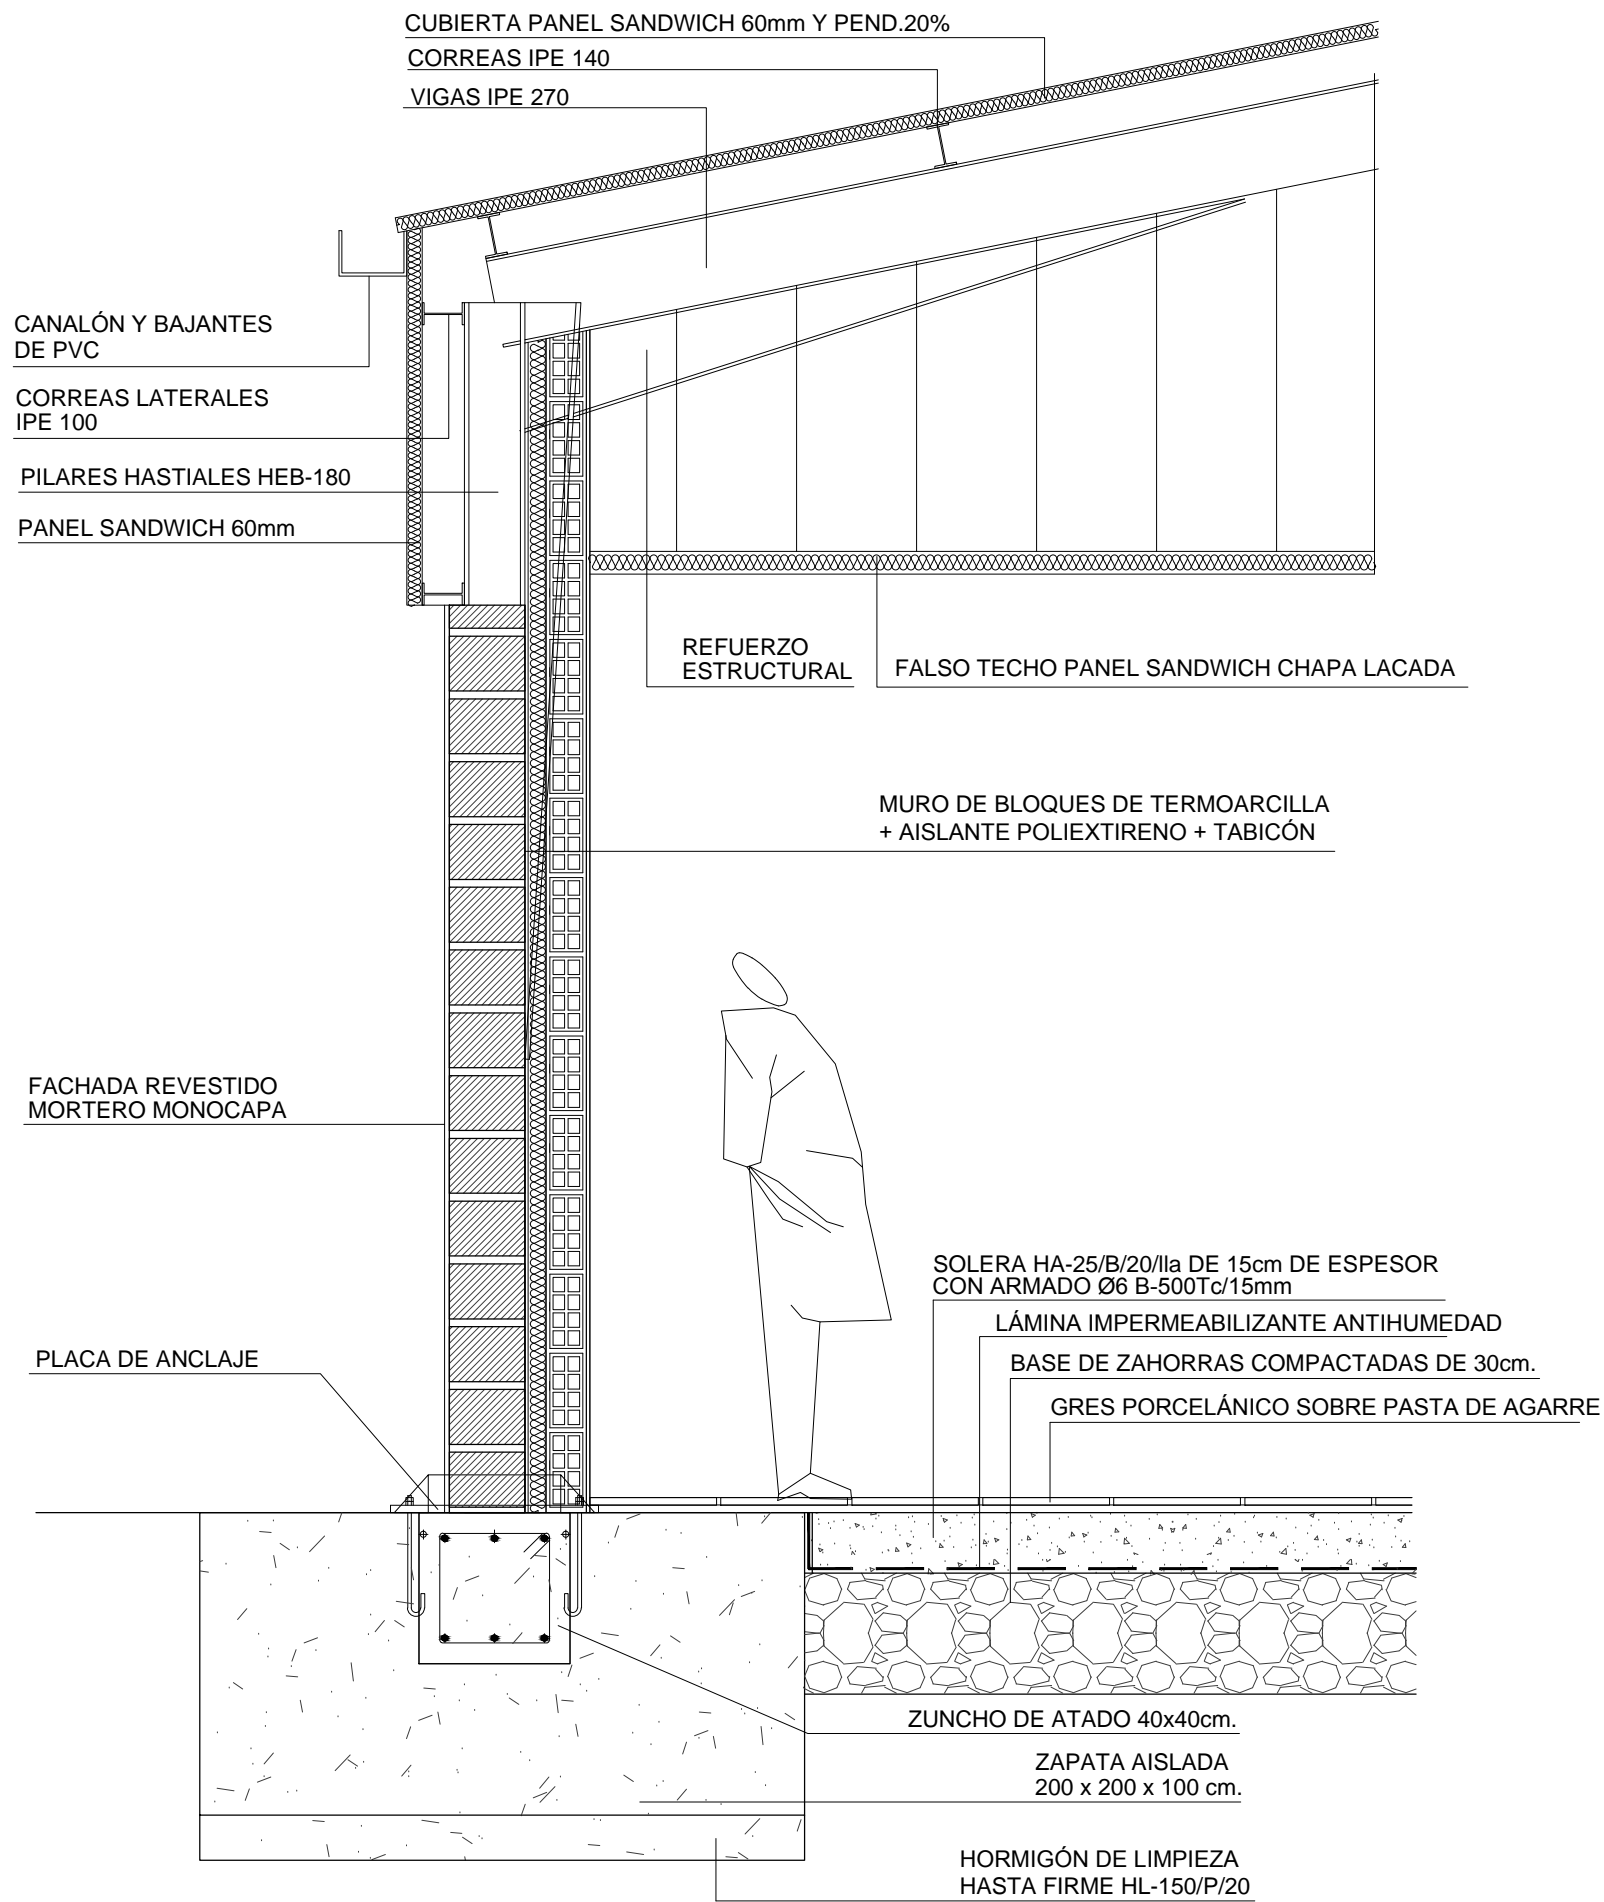 CUBIERTA PANEL SANDWICH 60mm Y PEND.20%
CORREAS IPE 140
VIGAS IPE 270
CANALÓN Y BAJANTES
DE PVC
CORREAS LATERALES
IPE 100
PILARES HASTIALES HEB-180
PANEL SANDWICH 60mm
REFUERZO
ESTRUCTURAL
FALSO TECHO PANEL SANDWICH CHAPA LACADA
MURO DE BLOQUES DE TERMOARCILLA
+ AISLANTE POLIEXTIRENO + TABICÓN
FACHADA REVESTIDO
MORTERO MONOCAPA
SOLERA HA-25/B/20/lla DE 15cm DE ESPESOR
CON ARMADO Ø6 B-500Tc/15mm
LÁMINA IMPERMEABILIZANTE ANTIHUMEDAD
BASE DE ZAHORRAS COMPACTADAS DE 30cm.
GRES PORCELÁNICO SOBRE PASTA DE AGARRE
PLACA DE ANCLAJE
ZUNCHO DE ATADO 40x40cm.
ZAPATA AISLADA
200 x 200 x 100 cm.
HORMIGÓN DE LIMPIEZA
HASTA FIRME HL-150/P/20